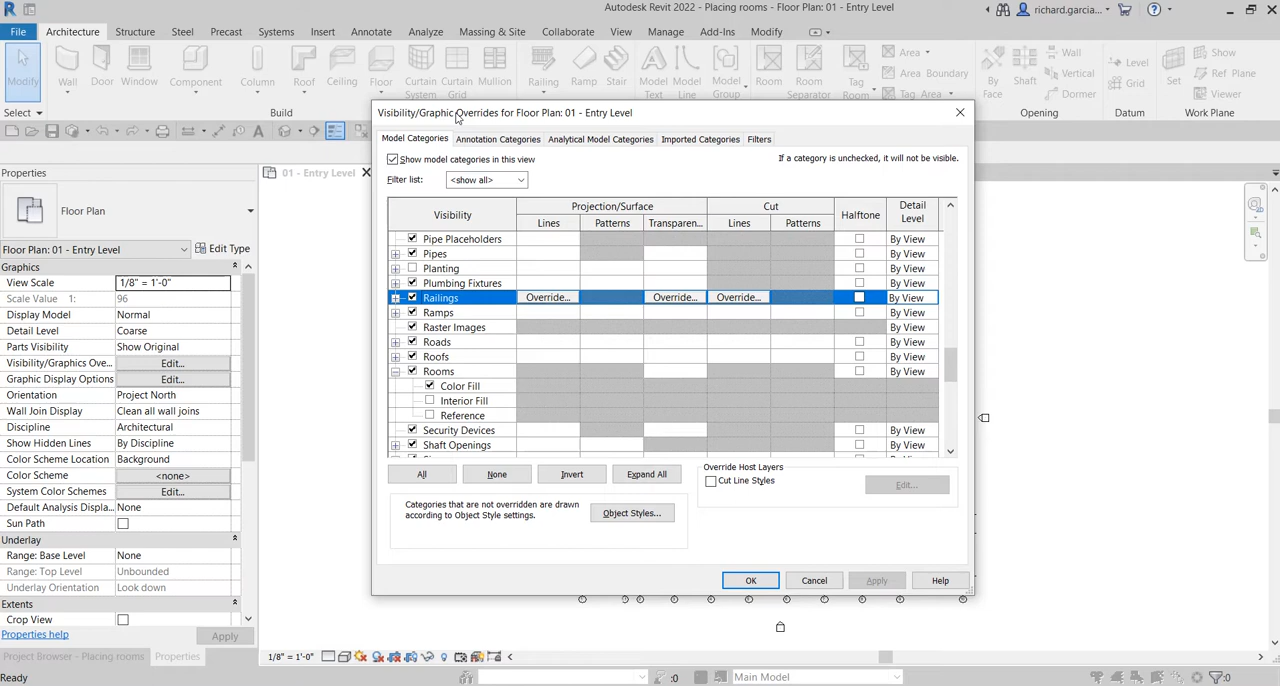 Autodesk Revit 2022 - Placing rooms - Floor Plan: 01 - Entry Level
richard.garcia...
File Architecture Structure Steel Precast Systems Insert Annotate Analyze Massing & Site Collaborate View Manage Add-Ins Modify
Modify Wall Door Window Component Column Roof Ceiling Floor Curtain System Curtain Grid Mullion Railing Ramp Stair Model Text Model Line Model Group Room Room Separator Tag Room Area Area Boundary Tag Area By Face Shaft Wall Vertical Dormer Level Grid Set Show Ref Plane Viewer
Select Build Opening Datum Work Plane
01 - Entry Level
Properties
Floor Plan
Floor Plan: 01 - Entry Level Edit Type
Graphics
View Scale 1/8" = 1'-0"
Scale Value 1: 96
Display Model Normal
Detail Level Coarse
Parts Visibility Show Original
Visibility/Graphics Ove... Edit...
Graphic Display Options Edit...
Orientation Project North
Wall Join Display Clean all wall joins
Discipline Architectural
Show Hidden Lines By Discipline
Color Scheme Location Background
Color Scheme <none>
System Color Schemes Edit...
Default Analysis Displa... None
Sun Path
Underlay
Range: Base Level None
Range: Top Level Unbounded
Underlay Orientation Look down
Extents
Crop View
Properties help Apply
Project Browser - Placing rooms Properties
Visibility/Graphic Overrides for Floor Plan: 01 - Entry Level
Model Categories Annotation Categories Analytical Model Categories Imported Categories Filters
Show model categories in this view If a category is unchecked, it will not be visible.
Filter list: <show all>
Visibility Projection/Surface Cut Halftone Detail Level
Lines Patterns Transparen... Lines Patterns
Pipe Placeholders By View
Pipes By View
Planting By View
Plumbing Fixtures By View
Railings Override... Override... Override... By View
Ramps By View
Raster Images By View
Roads By View
Roofs By View
Rooms By View
Color Fill
Interior Fill
Reference
Security Devices By View
Shaft Openings By View
All None Invert Expand All
Override Host Layers
Cut Line Styles Edit...
Categories that are not overridden are drawn
according to Object Style settings.
Object Styles...
OK Cancel Apply Help
1/8" = 1'-0"
Ready :0 Main Model :0